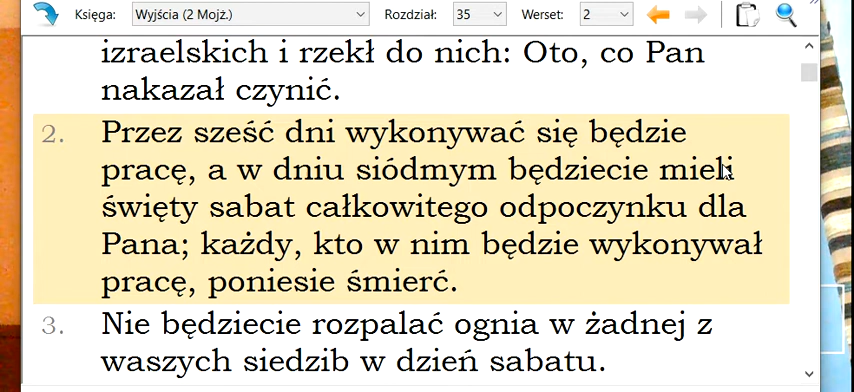 Księga: Wyjścia (2 Mojż.) Rozdział: 35 Werset: 2
izraelskich i rzekł do nich: Oto, co Pan
nakazał czynić.
2. Przez sześć dni wykonywać się będzie
pracę, a w dniu siódmym będziecie mieli
święty sabat całkowitego odpoczynku dla
Pana; każdy, kto w nim będzie wykonywał
pracę, poniesie śmierć.
3. Nie będziecie rozpalać ognia w żadnej z
waszych siedzib w dzień sabatu.